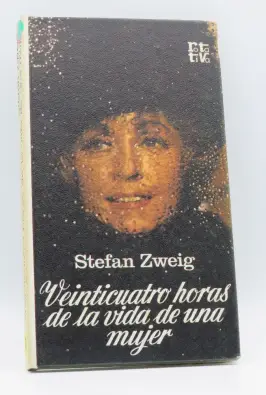 Stefan Zweig
Veinticuatro horas
de la vida de una
mujer